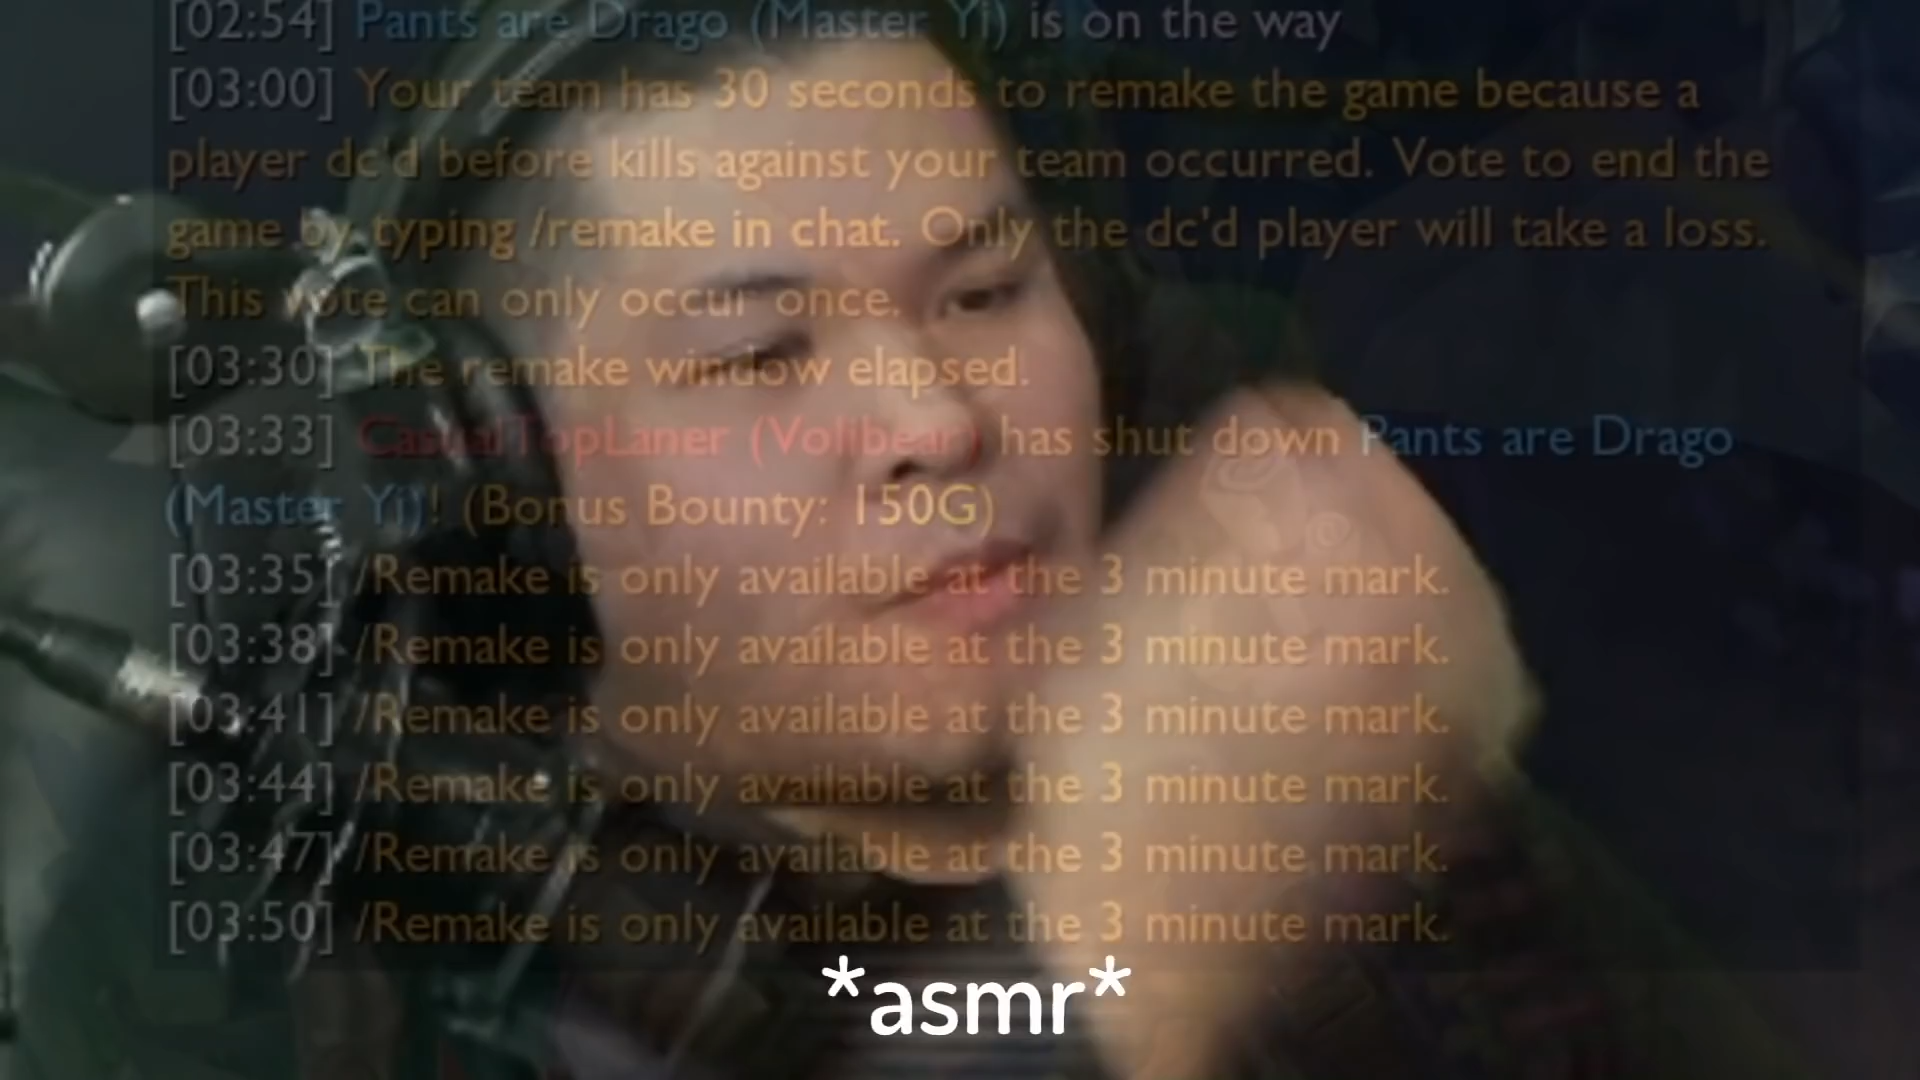 [02:54] Pants are Drago (Master Yi) is on the way
[03:00] Your team has 30 seconds to remake the game because a
player dc'd before kills against your team occurred. Vote to end the
game by typing /remake in chat. Only the dc'd player will take a loss.
This vote can only occur once.
[03:30] The remake window elapsed.
[03:33] CasualTopLaner (Volibear) has shut down Pants are Drago
(Master Yi)! (Bonus Bounty: 150G)
[03:35] /Remake is only available at the 3 minute mark.
[03:38] /Remake is only available at the 3 minute mark.
[03:41] /Remake is only available at the 3 minute mark.
[03:44] /Remake is only available at the 3 minute mark.
[03:47] /Remake is only available at the 3 minute mark.
[03:50] /Remake is only available at the 3 minute mark.
*asmr*